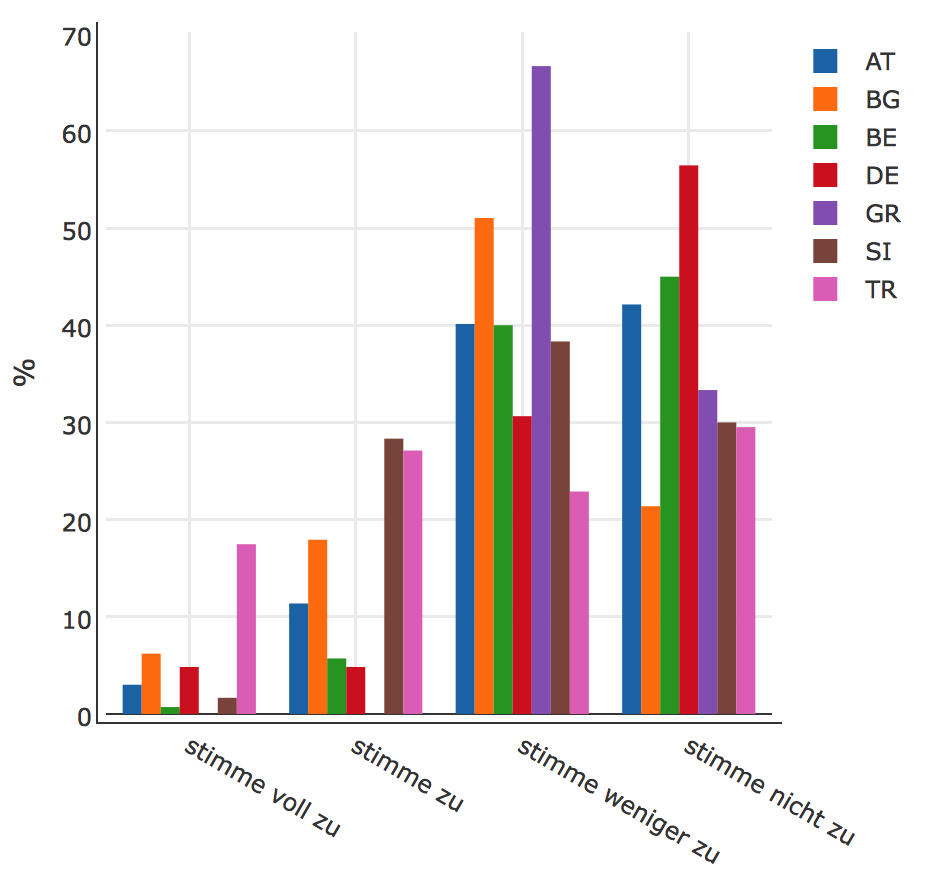 70
60
50
40
30
20
10
0
%
stimme voll zu
stimme zu
stimme weniger zu
stimme nicht zu
AT
BG
BE
DE
GR
SI
TR